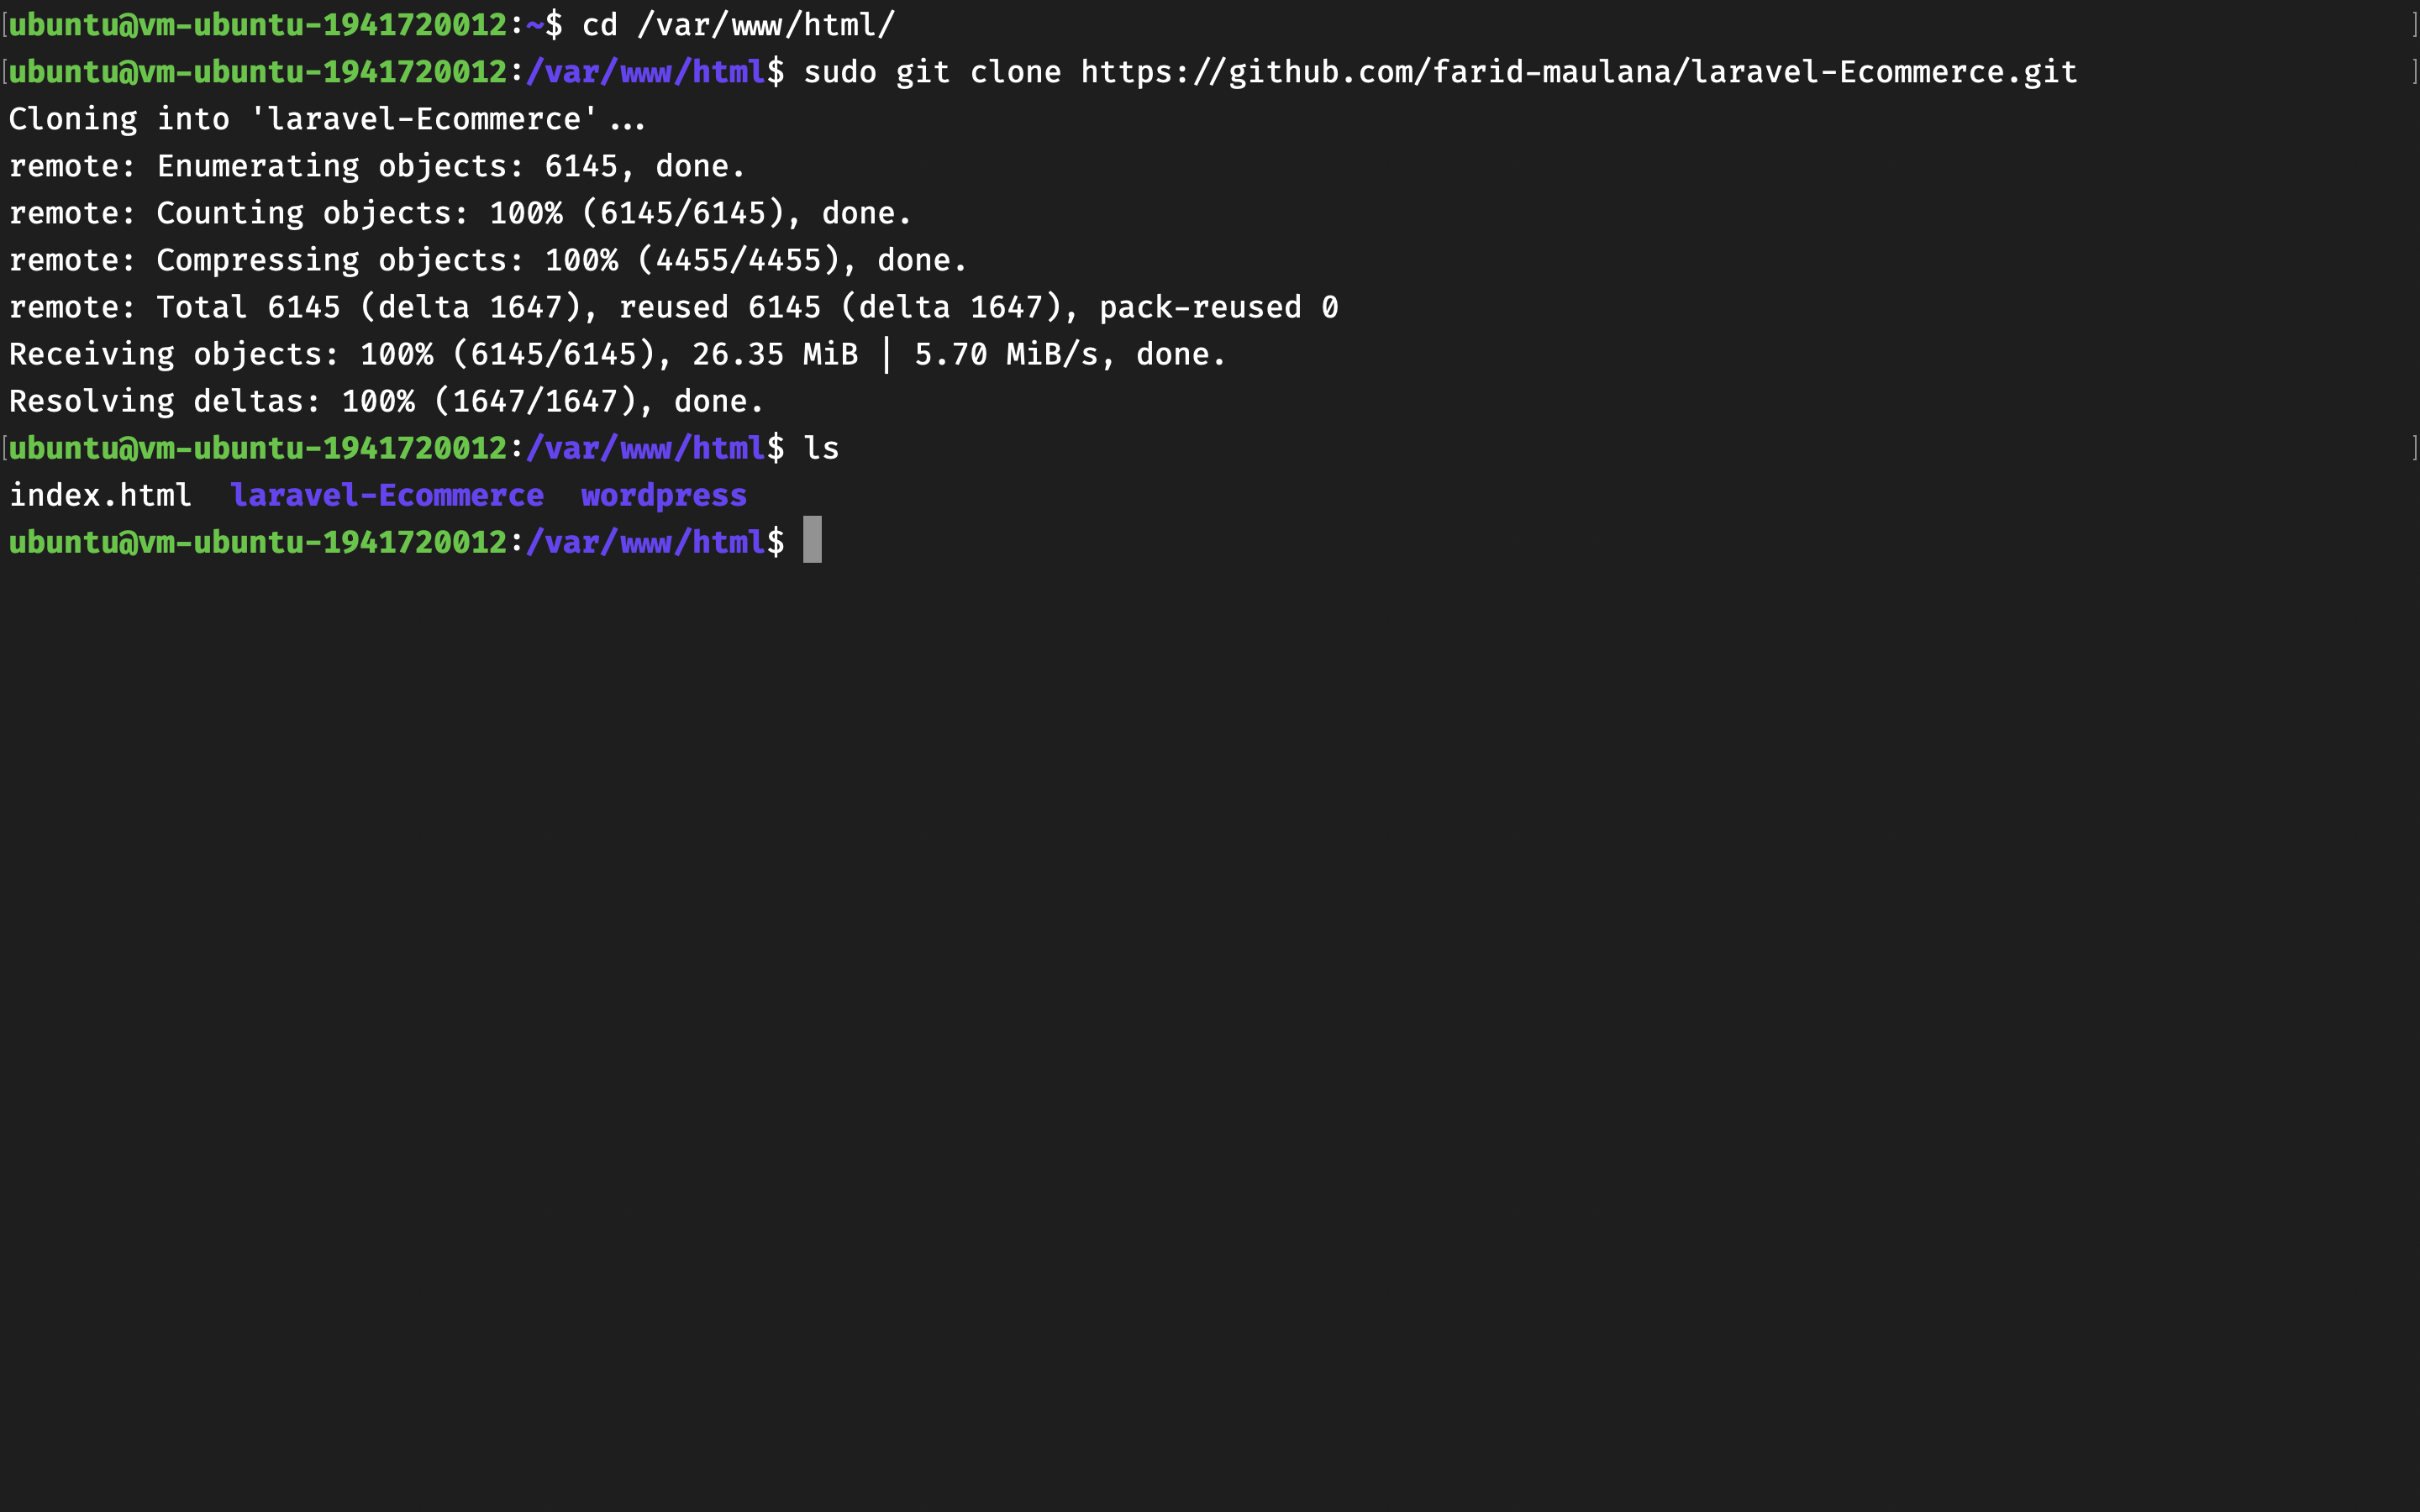 [ubuntu@vm-ubuntu-1941720012:~$ cd /var/www/html/ ]
[ubuntu@vm-ubuntu-1941720012:/var/www/html$ sudo git clone https://github.com/farid-maulana/laravel-Ecommerce.git ]
Cloning into 'laravel-Ecommerce'...
remote: Enumerating objects: 6145, done.
remote: Counting objects: 100% (6145/6145), done.
remote: Compressing objects: 100% (4455/4455), done.
remote: Total 6145 (delta 1647), reused 6145 (delta 1647), pack-reused 0
Receiving objects: 100% (6145/6145), 26.35 MiB | 5.70 MiB/s, done.
Resolving deltas: 100% (1647/1647), done.
[ubuntu@vm-ubuntu-1941720012:/var/www/html$ ls ]
index.html  laravel-Ecommerce  wordpress
ubuntu@vm-ubuntu-1941720012:/var/www/html$